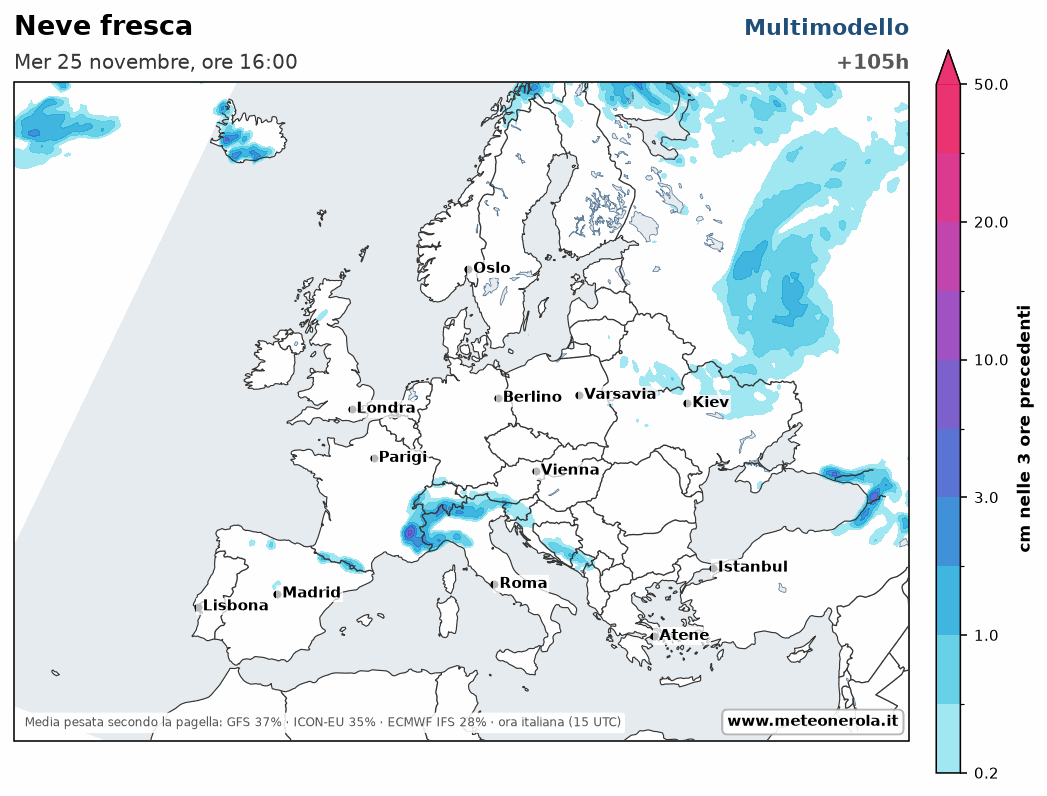 Neve fresca
Multimodello
Mer 25 novembre, ore 16:00
+105h
50.0
20.0
10.0
3.0
1.0
0.2
cm nelle 3 ore precedenti
Oslo
Londra
Berlino
Varsavia
Kiev
Parigi
Vienna
Istanbul
Roma
Madrid
Lisbona
Atene
Media pesata secondo la pagella: GFS 37% · ICON-EU 35% · ECMWF IFS 28% · ora italiana (15 UTC)
www.meteonerola.it